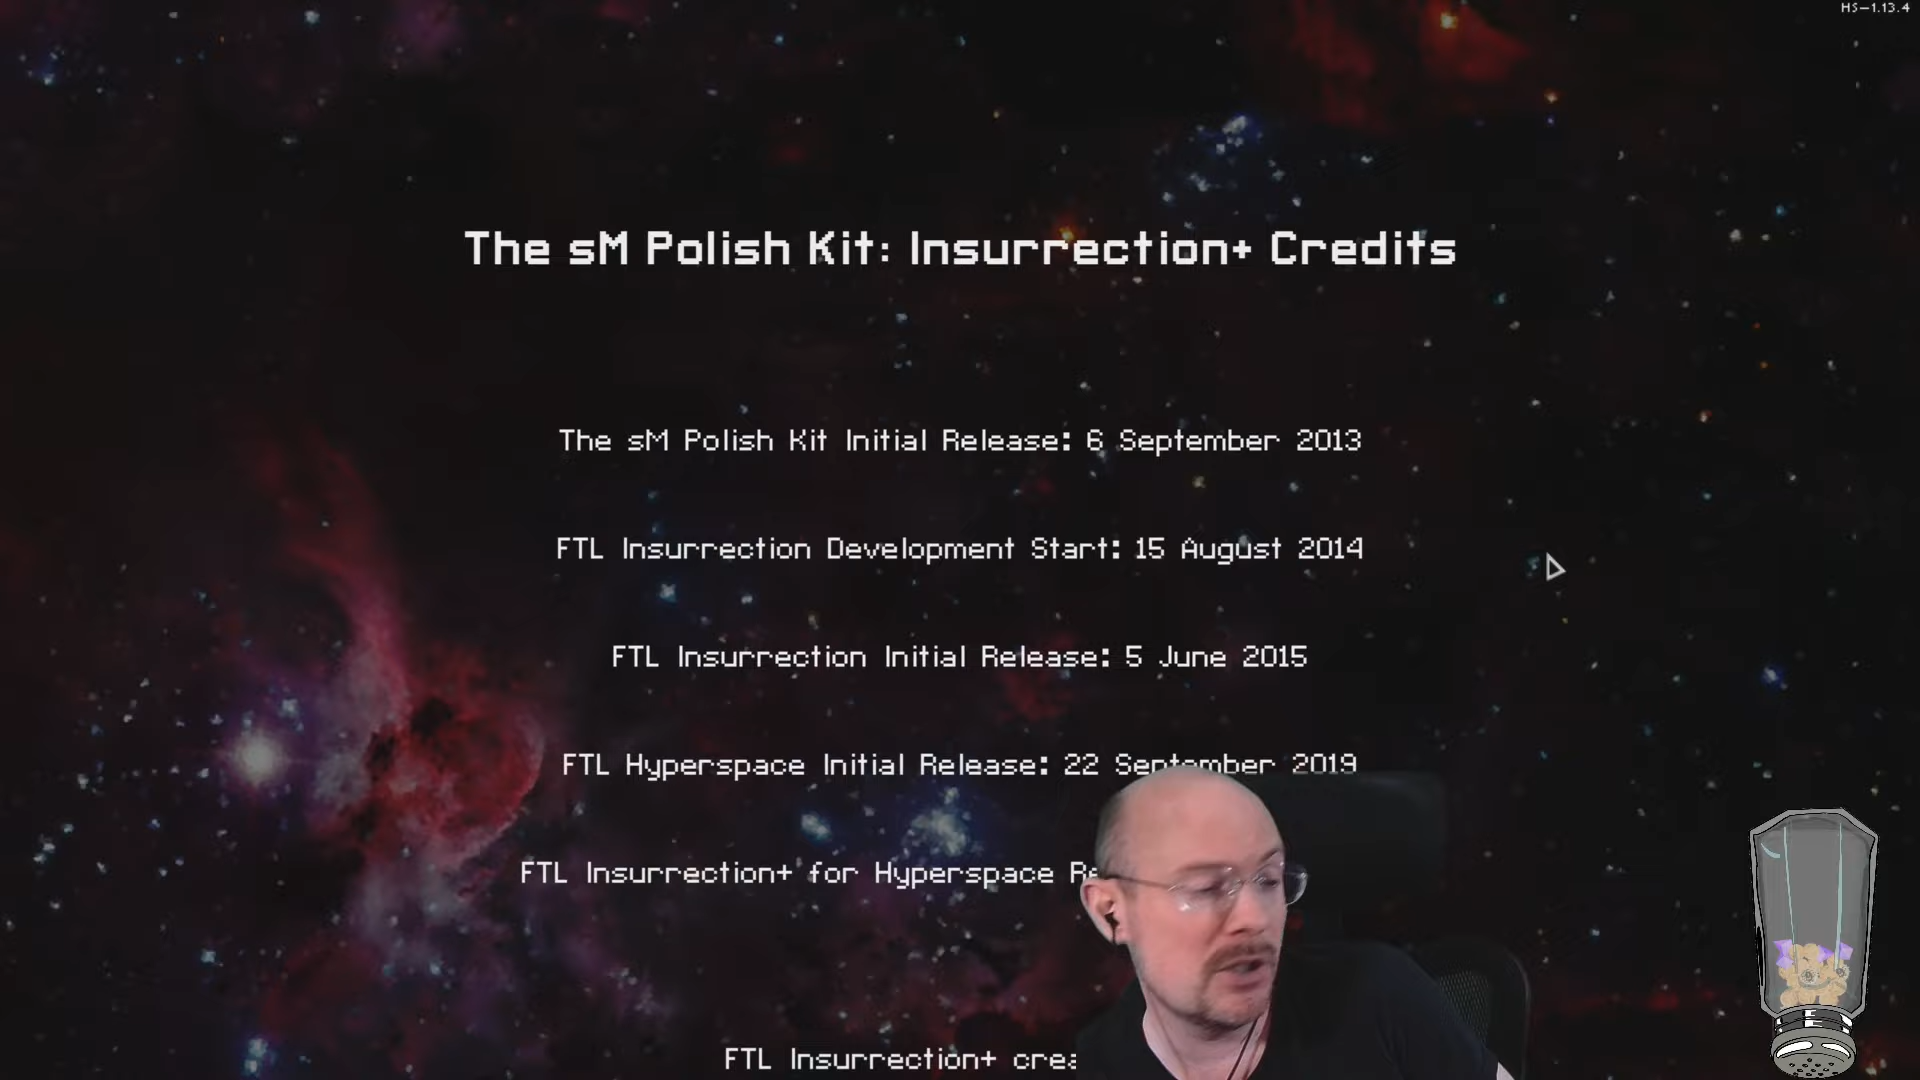 HS-1.13.4
The sM Polish Kit: Insurrection+ Credits
The sM Polish Kit Initial Release: 6 September 2013
FTL Insurrection Development Start: 15 August 2014
FTL Insurrection Initial Release: 5 June 2015
FTL Hyperspace Initial Release: 22 September 2019
FTL Insurrection+ for Hyperspace
FTL Insurrection+